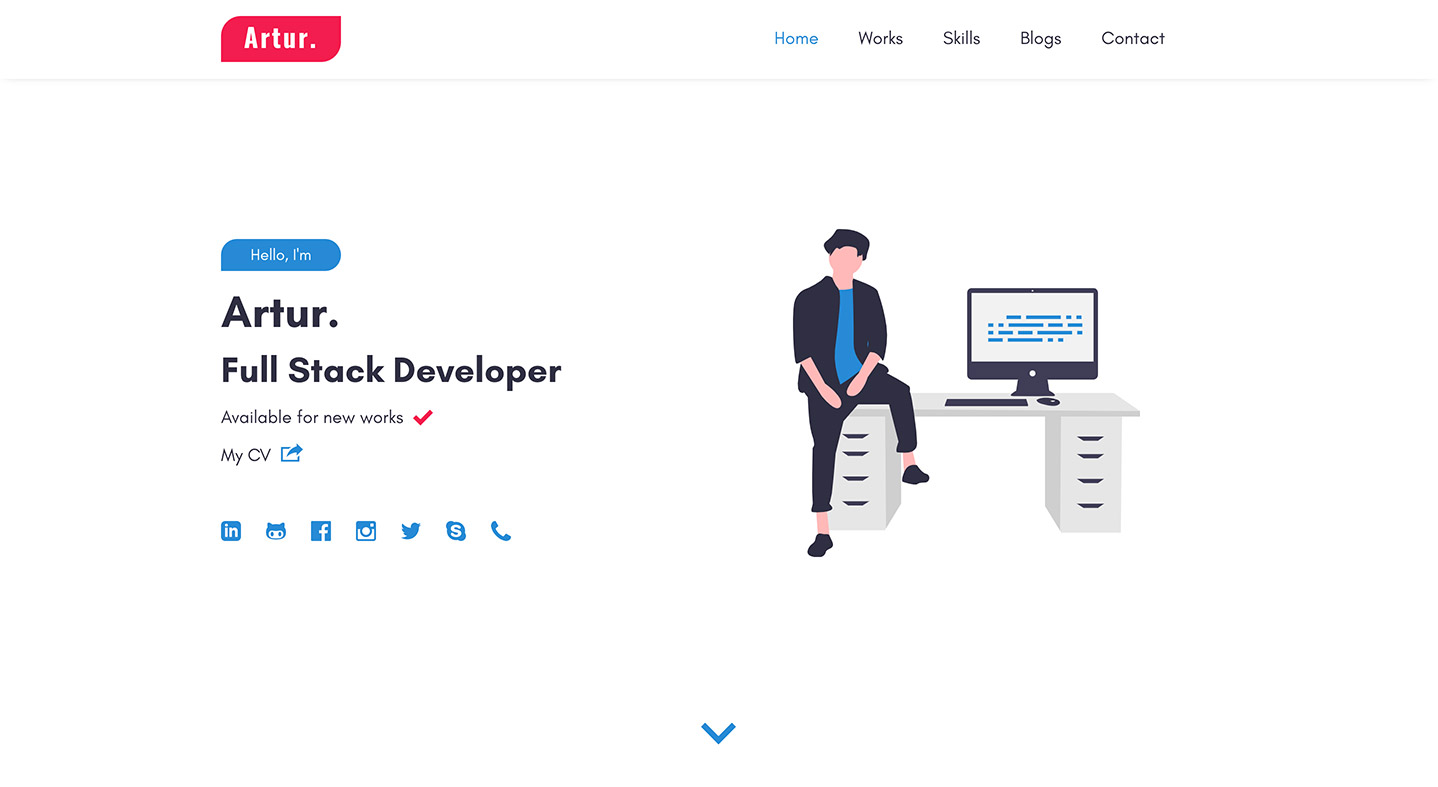 Artur.
Home Works Skills Blogs Contact
Hello, I'm
Artur.
Full Stack Developer
Available for new works
My CV